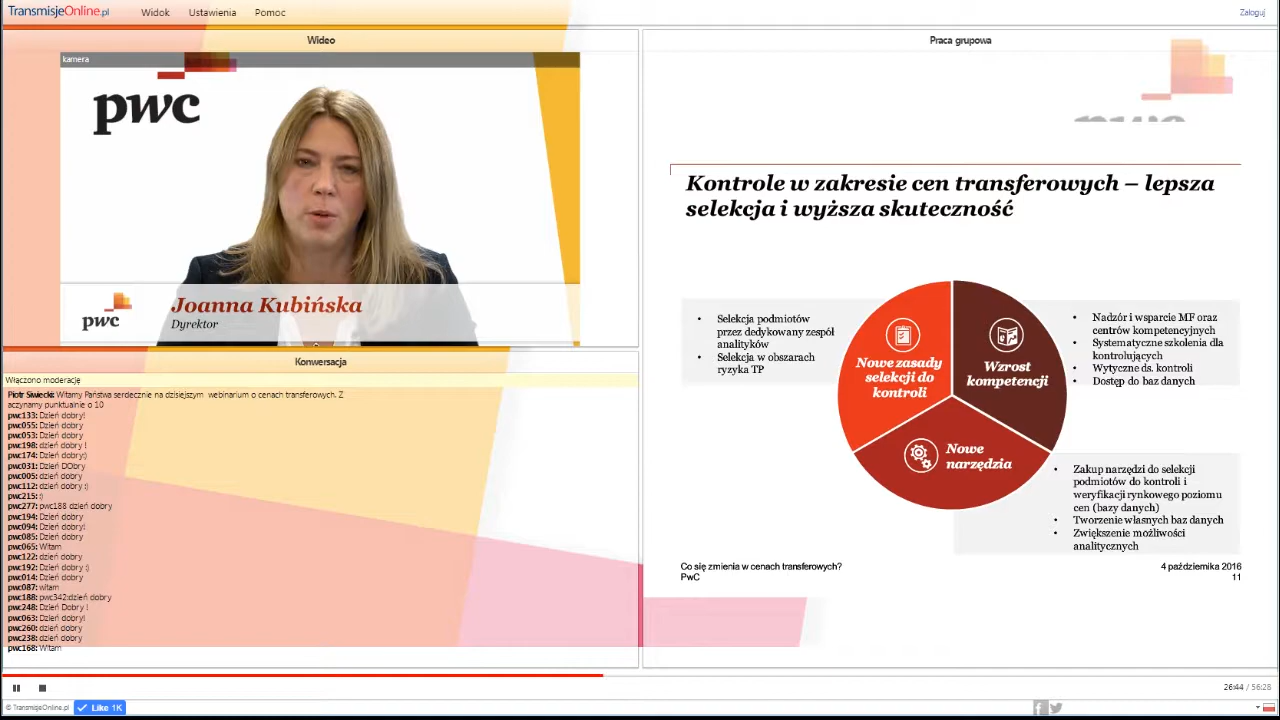 TransmisjeOnline.pl
Widok
Ustawienia
Pomoc
Zaloguj
Wideo
kamera
pwc
pwc
Joanna Kubińska
Dyrektor
Konwersacja
Włączono moderację
Piotr Siwiecki: Witamy Państwa serdecznie na dzisiejszym webinarium o cenach transferowych. Z
aczynamy punktualnie o 10
pwc133: Dzień dobry!
pwc055: Dzień dobry
pwc053: Dzień dobry
pwc198: dzień dobry !
pwc174: Dzień dobry:)
pwc031: Dzień DObry
pwc005: dzień dobry
pwc112: dzień dobry :)
pwc215: :)
pwc277: pwc188 dzień dobry
pwc194: Dzień dobry
pwc094: Dzień dobry!
pwc085: Dzień dobry
pwc065: Witam
pwc122: dzień dobry
pwc192: Dzień dobry :)
pwc014: Dzień dobry
pwc087: witam
pwc188: pwc342:dzień dobry
pwc248: Dzień Dobry !
pwc063: Dzień dobry!
pwc260: dzień dobry
pwc238: dzień dobry
pwc168: Witam
Praca grupowa
Kontrole w zakresie cen transferowych – lepsza
selekcja i wyższa skuteczność
• Selekcja podmiotów
przez dedykowany zespół
analityków
• Selekcja w obszarach
ryzyka TP
Nowe zasady
selekcji do
kontroli
Wzrost
kompetencji
• Nadzór i wsparcie MF oraz
centrów kompetencyjnych
• Systematyczne szkolenia dla
kontrolujących
• Wytyczne ds. kontroli
• Dostęp do baz danych
Nowe
narzędzia
• Zakup narzędzi do selekcji
podmiotów do kontroli i
weryfikacji rynkowego poziomu
cen (bazy danych)
• Tworzenie własnych baz danych
• Zwiększenie możliwości
analitycznych
Co się zmienia w cenach transferowych?
PwC
4 października 2016
11
26:44 / 56:28
© TransmisjeOnline.pl
Like 1K